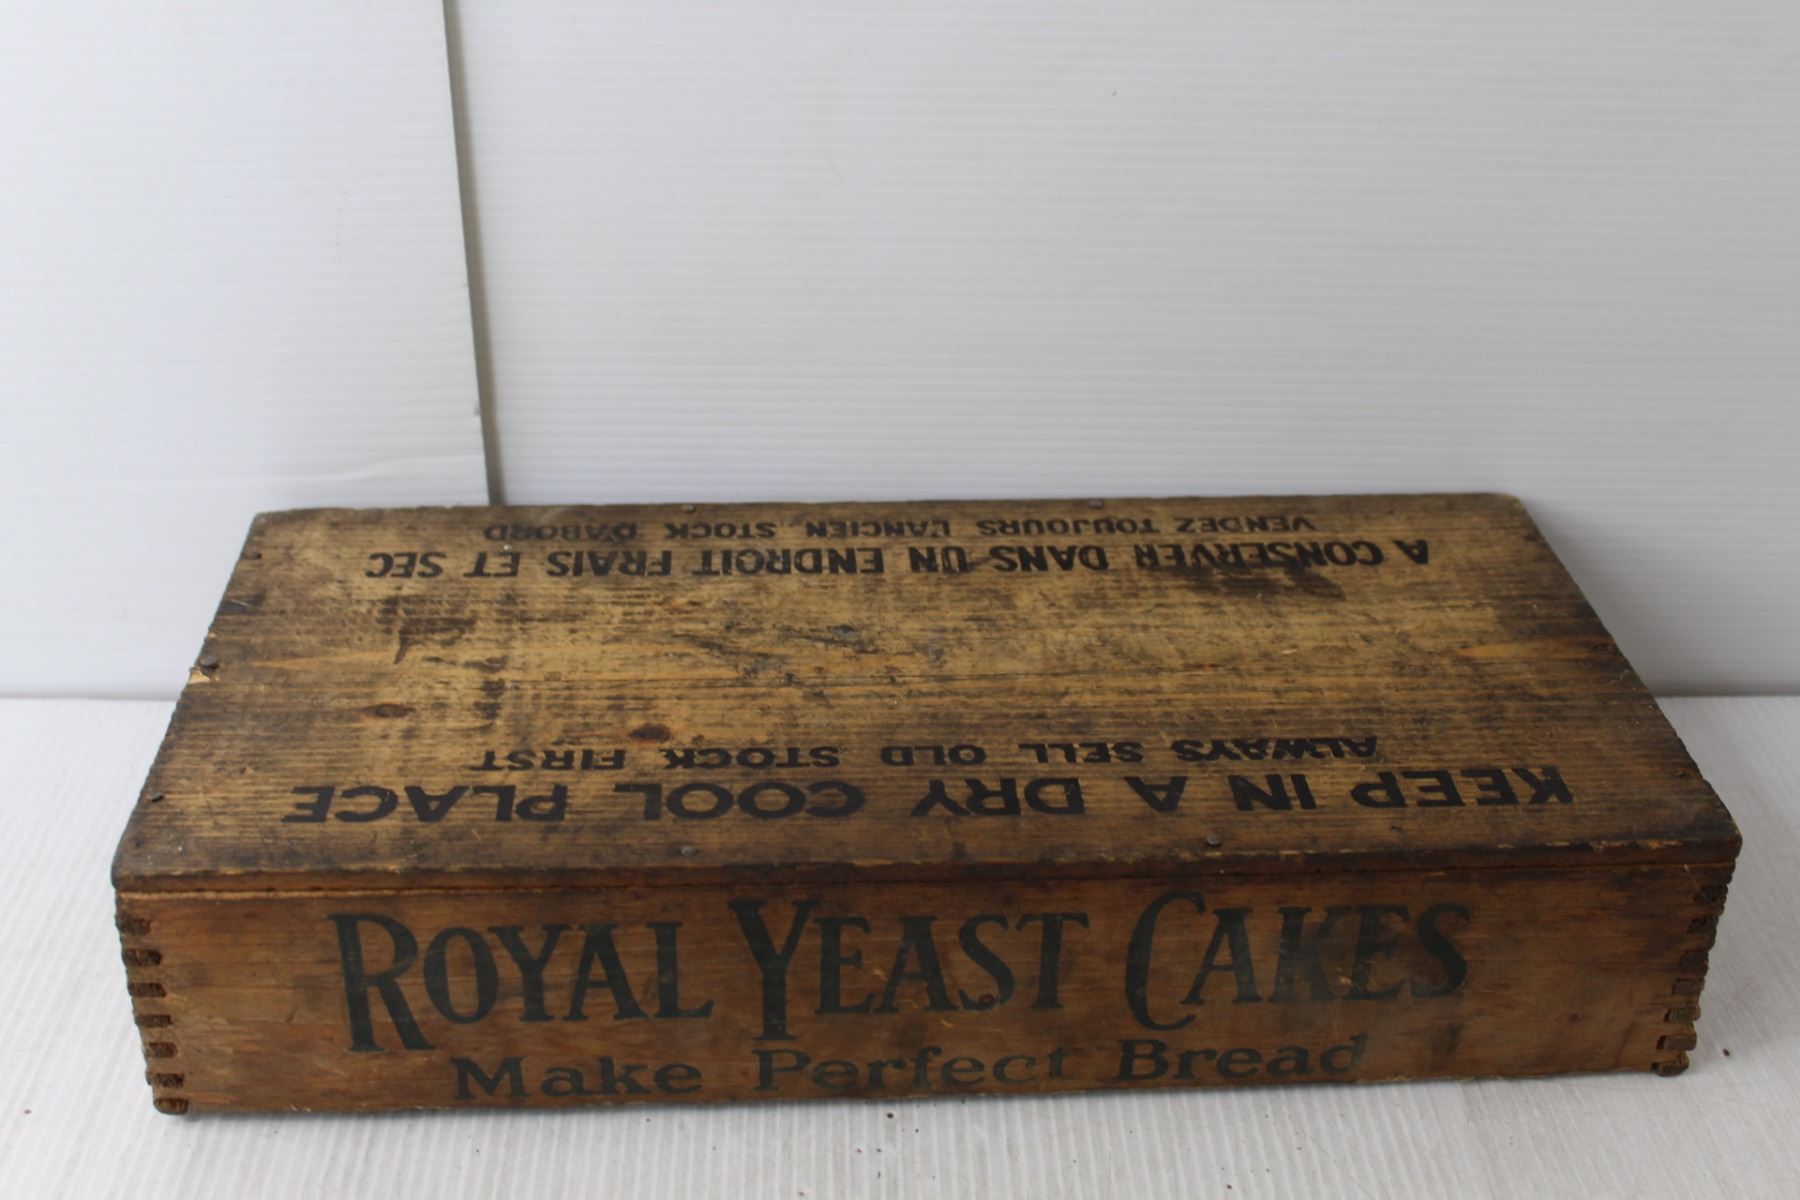 KEEP IN A DRY COOL PLACE
ALWAYS SELL OLD STOCK FIRST
A CONSERVER DANS UN ENDROIT FRAIS ET SEC
VENDEZ TOUJOURS L'ANCIEN STOCK D'ABORD
ROYAL YEAST CAKES
Make Perfect Bread